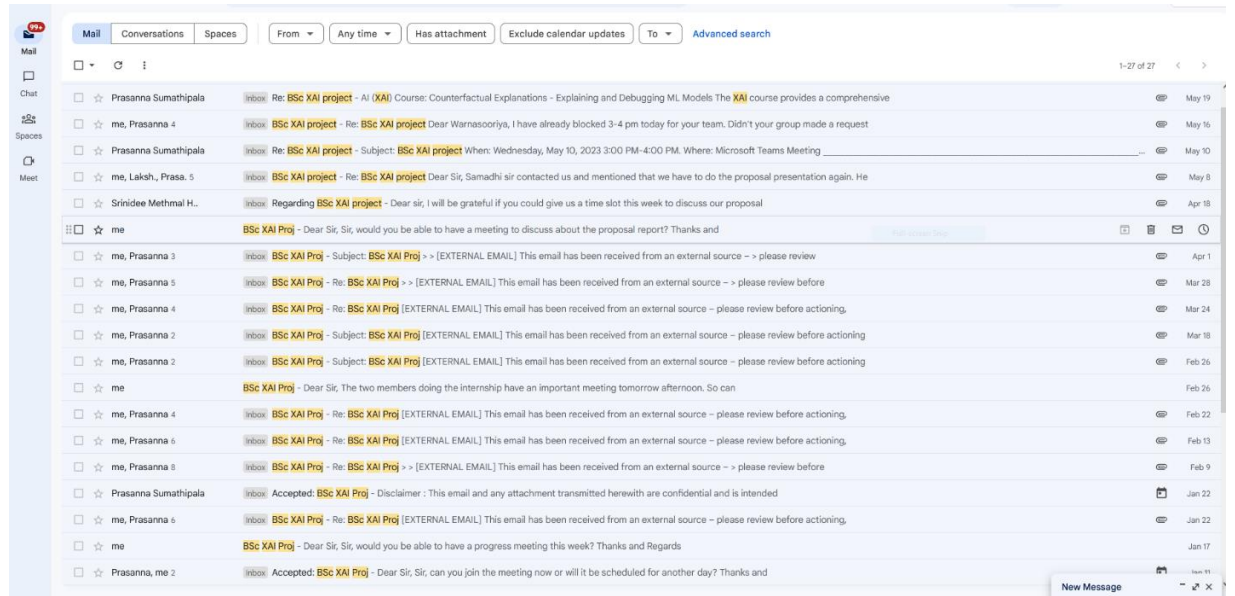 99+
Mail
Chat
Spaces
Meet
Mail Conversations Spaces From Any time Has attachment Exclude calendar updates To Advanced search
1–27 of 27
Prasanna Sumathipala Inbox Re: BSc XAI project - AI (XAI) Course: Counterfactual Explanations - Explaining and Debugging ML Models The XAI course provides a comprehensive May 19
me, Prasanna 4 Inbox BSc XAI project - Re: BSc XAI project Dear Warnasooriya, I have already blocked 3-4 pm today for your team. Didn't your group made a request May 16
Prasanna Sumathipala Inbox Re: BSc XAI project - Subject: BSc XAI project When: Wednesday, May 10, 2023 3:00 PM-4:00 PM. Where: Microsoft Teams Meeting ... May 10
me, Laksh., Prasa. 5 Inbox BSc XAI project - Re: BSc XAI project Dear Sir, Samadhi sir contacted us and mentioned that we have to do the proposal presentation again. He May 8
Srinidee Methmal H.. Inbox Regarding BSc XAI project - Dear sir, I will be grateful if you could give us a time slot this week to discuss our proposal Apr 18
me BSc XAI Proj - Dear Sir, Sir, would you be able to have a meeting to discuss about the proposal report? Thanks and
me, Prasanna 3 Inbox BSc XAI Proj - Subject: BSc XAI Proj > > [EXTERNAL EMAIL] This email has been received from an external source – > please review Apr 1
me, Prasanna 5 Inbox BSc XAI Proj - Re: BSc XAI Proj > > [EXTERNAL EMAIL] This email has been received from an external source – > please review before Mar 28
me, Prasanna 4 Inbox BSc XAI Proj - Re: BSc XAI Proj [EXTERNAL EMAIL] This email has been received from an external source – please review before actioning, Mar 24
me, Prasanna 2 Inbox BSc XAI Proj - Subject: BSc XAI Proj [EXTERNAL EMAIL] This email has been received from an external source – please review before actioning Mar 18
me, Prasanna 2 Inbox BSc XAI Proj - Subject: BSc XAI Proj [EXTERNAL EMAIL] This email has been received from an external source – please review before actioning Feb 26
me BSC XAI Proj - Dear Sir, The two members doing the internship have an important meeting tomorrow afternoon. So can Feb 26
me, Prasanna 4 Inbox BSc XAI Proj - Re: BSc XAI Proj [EXTERNAL EMAIL] This email has been received from an external source – please review before actioning, Feb 22
me, Prasanna 6 Inbox BSc XAI Proj - Re: BSc XAI Proj [EXTERNAL EMAIL] This email has been received from an external source – please review before actioning, Feb 13
me, Prasanna 8 Inbox BSc XAI Proj - Re: BSc XAI Proj > > [EXTERNAL EMAIL] This email has been received from an external source – > please review before Feb 9
Prasanna Sumathipala Inbox Accepted: BSc XAI Proj - Disclaimer : This email and any attachment transmitted herewith are confidential and is intended Jan 22
me, Prasanna 6 Inbox BSc XAI Proj - Re: BSc XAI Proj [EXTERNAL EMAIL] This email has been received from an external source – please review before actioning, Jan 22
me BSC XAI Proj - Dear Sir, Sir, would you be able to have a progress meeting this week? Thanks and Regards Jan 17
Prasanna, me 2 Inbox Accepted: BSc XAI Proj - Dear Sir, Sir, can you join the meeting now or will it be scheduled for another day? Thanks and
New Message